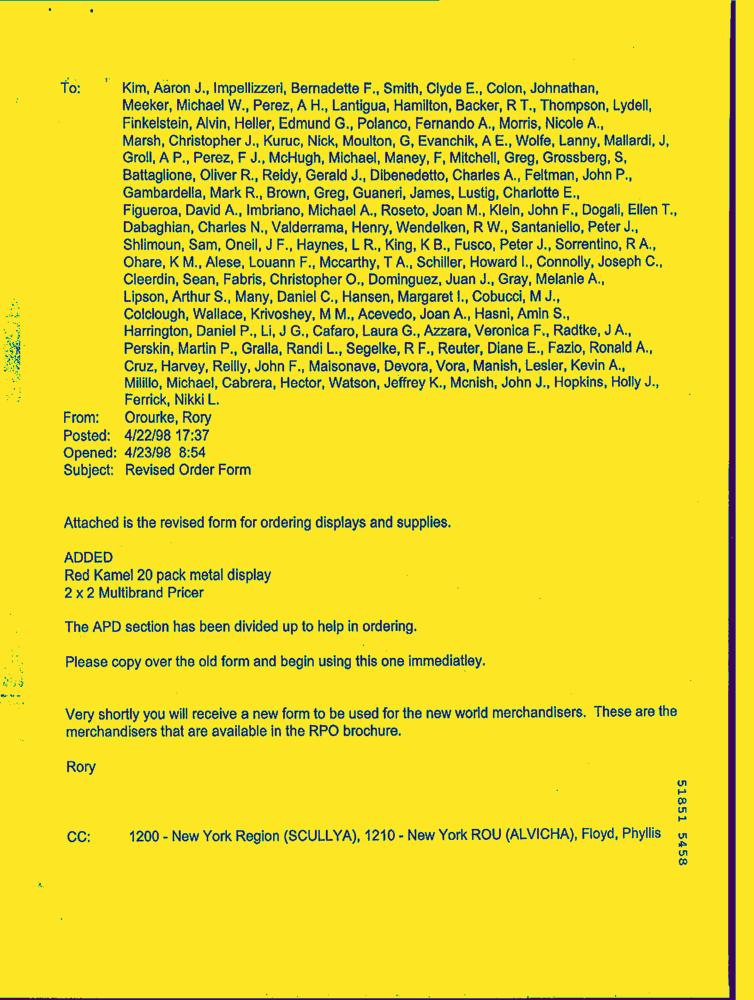 To: Kim, Aaron J., Impellizzeri, Bernadette F., Smith, Clyde E., Colon, Johnathan,
Meeker, Michael W., Perez, A H., Lantigua, Hamilton, Backer, R T., Thompson, Lydell,
Finkelstein, Alvin, Heller, Edmund G., Polanco, Fernando A., Morris, Nicole A.,
Marsh, Christopher J., Kuruc, Nick, Moulton, G, Evanchik, A E., Wolfe, Lanny, Mallardi, J,
Groll, A P., Perez, F J., McHugh, Michael, Maney, F, Mitchell, Greg, Grossberg, S,
Battaglione, Oliver R., Reidy, Gerald J., Dibenedetto, Charles A., Feltman, John P.,
Gambardella, Mark R., Brown, Greg, Guaneri, James, Lustig, Charlotte E.,
Figueroa, David A., Imbriano, Michael A., Roseto, Joan M., Klein, John F., Dogali, Ellen T.,
Dabaghian, Charles N., Valderrama, Henry, Wendelken, R W., Santaniello, Peter J.,
Shlimoun, Sam, Oneil, J F., Haynes, L R., King, K B., Fusco, Peter J., Sorrentino, R A.,
Ohare, K M., Alese, Louann F., Mccarthy, T A., Schiller, Howard I., Connolly, Joseph C.,
Cleerdin, Sean, Fabris, Christopher O., Dominguez, Juan J., Gray, Melanie A.,
Lipson, Arthur S., Many, Daniel C., Hansen, Margaret I., Cobucci, M J.,
Colclough, Wallace, Krivoshey, M M., Acevedo, Joan A., Hasni, Amin S.,
Harrington, Daniel P., Li, J G., Cafaro, Laura G., Azzara, Veronica F., Radtke, J A.,
Perskin, Martin P., Gralla, Randi L., Segelke, R F., Reuter, Diane E., Fazio, Ronald A.,
Cruz, Harvey, Reilly, John F., Maisonave, Devora, Vora, Manish, Lesler, Kevin A.,
Milillo, Michael, Cabrera, Hector, Watson, Jeffrey K., Mcnish, John J., Hopkins, Holly J.,
Ferrick, Nikki L.
From: Orourke, Rory
Posted: 4/22/98 17:37
Opened: 4/23/98 8:54
Subject: Revised Order Form
Attached is the revised form for ordering displays and supplies.
ADDED
Red Kamel 20 pack metal display
2 x 2 Multibrand Pricer
The APD section has been divided up to help in ordering.
Please copy over the old form and begin using this one immediatley.
Very shortly you will receive a new form to be used for the new world merchandisers. These are the
merchandisers that are available in the RPO brochure.
Rory
CC: 1200 - New York Region (SCULLYA), 1210 - New York ROU (ALVICHA), Floyd, Phyllis
51851 5458